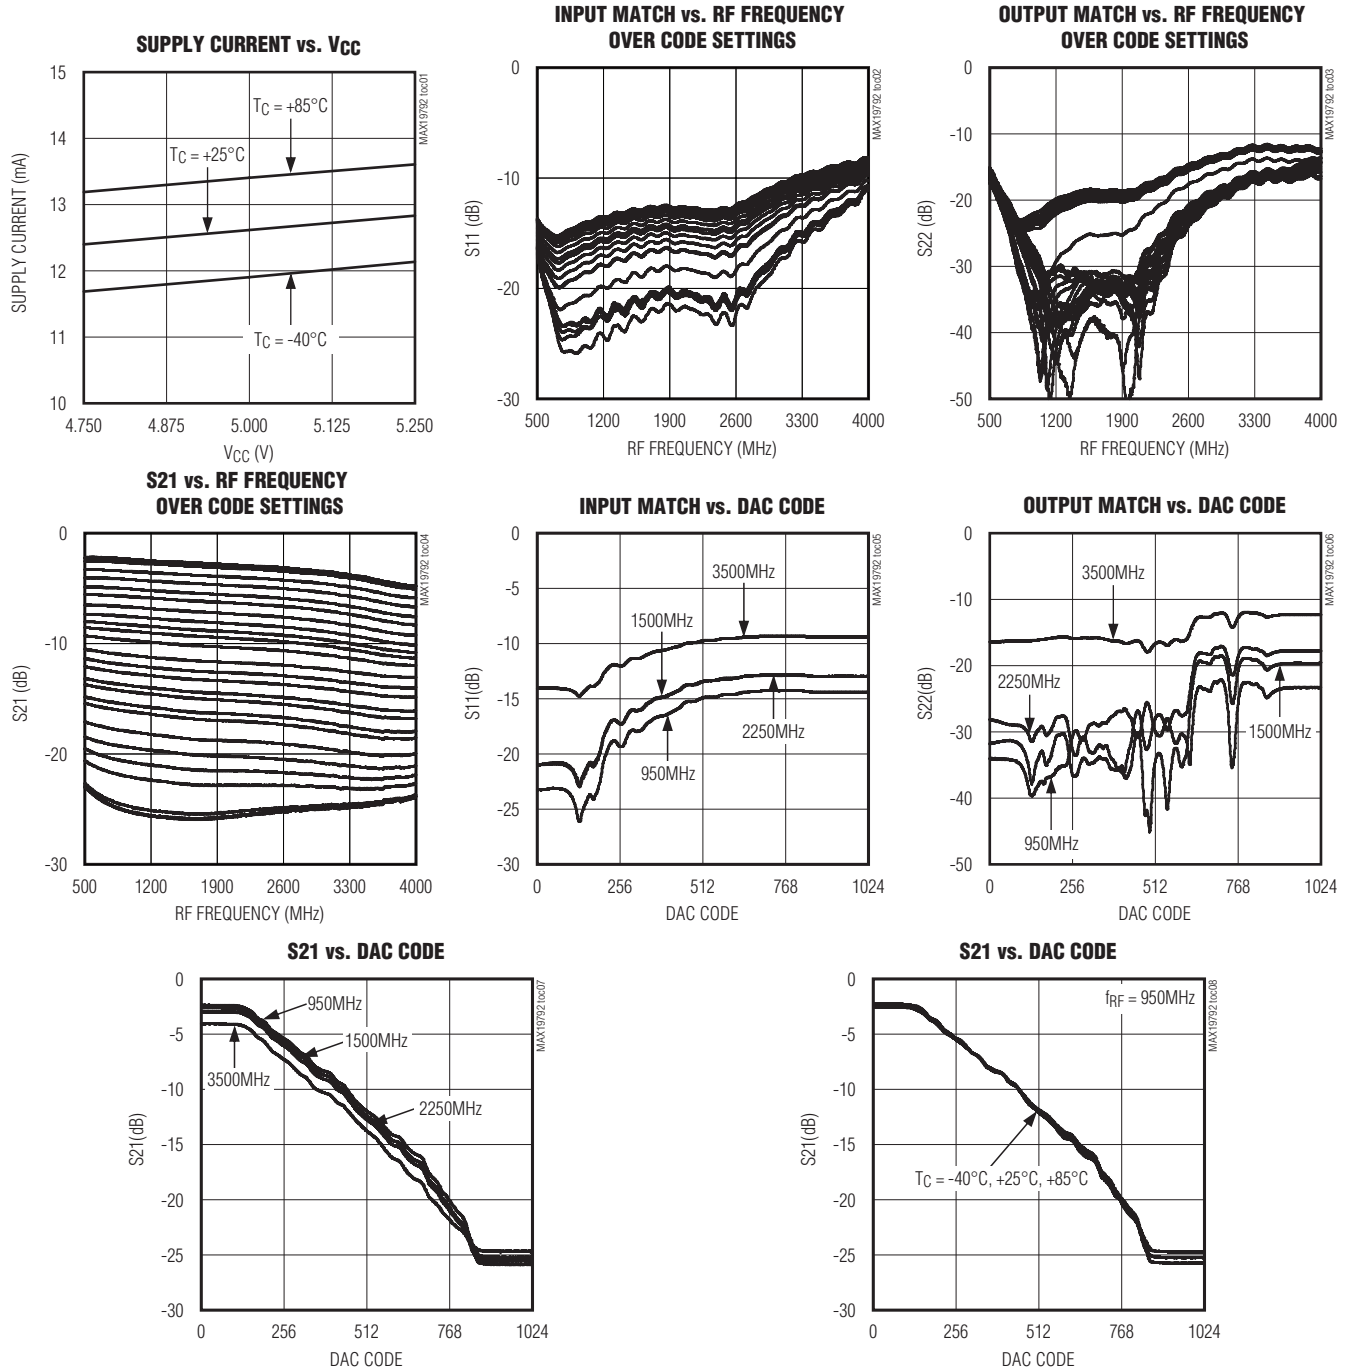 SUPPLY CURRENT vs. VCC
15
14
13
12
11
10
SUPPLY CURRENT (mA)
TC = +85°C
TC = +25°C
TC = -40°C
4.750 4.875 5.000 5.125 5.250
VCC (V)
MAX19792 toc01
INPUT MATCH vs. RF FREQUENCY
OVER CODE SETTINGS
0
-10
-20
-30
S11 (dB)
500 1200 1900 2600 3300 4000
RF FREQUENCY (MHz)
MAX19792 toc02
OUTPUT MATCH vs. RF FREQUENCY
OVER CODE SETTINGS
0
-10
-20
-30
-40
-50
S22 (dB)
500 1200 1900 2600 3300 4000
RF FREQUENCY (MHz)
MAX19792 toc03
S21 vs. RF FREQUENCY
OVER CODE SETTINGS
0
-10
-20
-30
S21 (dB)
500 1200 1900 2600 3300 4000
RF FREQUENCY (MHz)
MAX19792 toc04
INPUT MATCH vs. DAC CODE
0
-5
-10
-15
-20
-25
-30
S11(dB)
3500MHz
1500MHz
2250MHz
950MHz
0 256 512 768 1024
DAC CODE
MAX19792 toc05
OUTPUT MATCH vs. DAC CODE
0
-10
-20
-30
-40
-50
S22(dB)
3500MHz
2250MHz
1500MHz
950MHz
0 256 512 768 1024
DAC CODE
MAX19792 toc06
S21 vs. DAC CODE
0
-5
-10
-15
-20
-25
-30
S21(dB)
950MHz
1500MHz
3500MHz
2250MHz
0 256 512 768 1024
DAC CODE
MAX19792 toc07
S21 vs. DAC CODE
0
-5
-10
-15
-20
-25
-30
S21(dB)
fRF = 950MHz
TC = -40°C, +25°C, +85°C
0 256 512 768 1024
DAC CODE
MAX19792 toc08